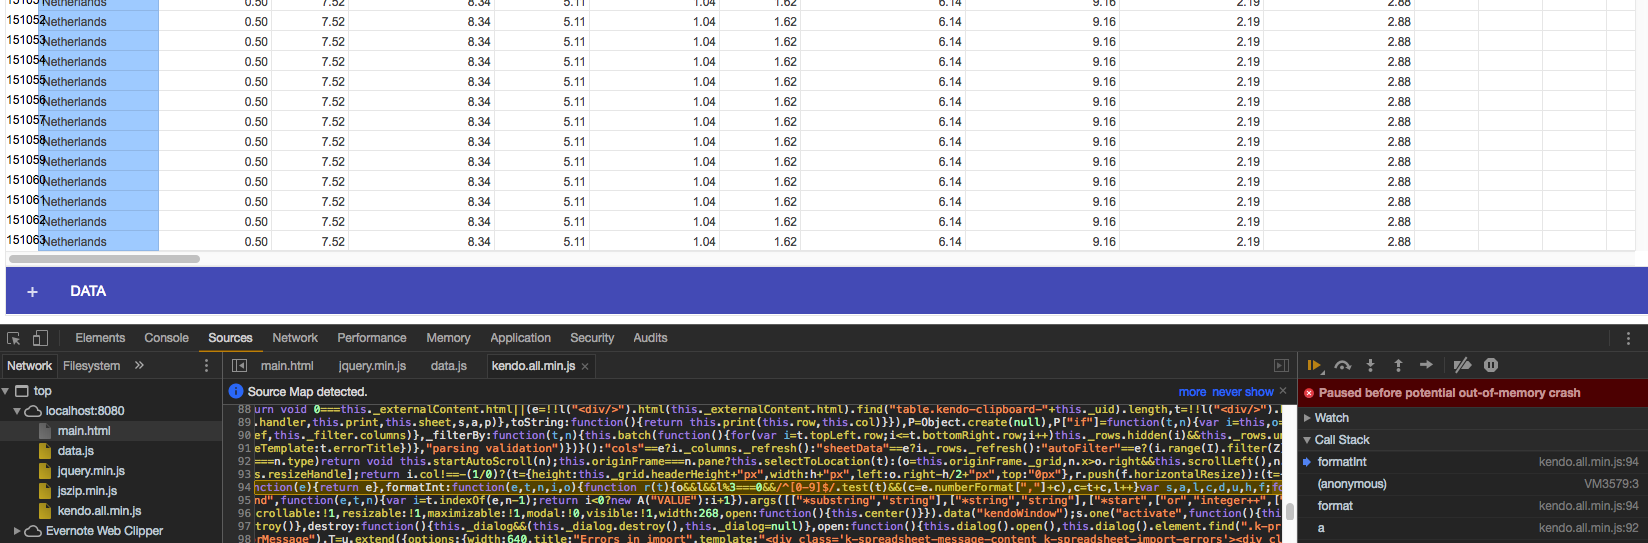 Netherlands 0.50 7.52 8.34 5.11 1.04 1.62 6.14 9.16 2.19 2.88
151052 Netherlands 0.50 7.52 8.34 5.11 1.04 1.62 6.14 9.16 2.19 2.88
151053 Netherlands 0.50 7.52 8.34 5.11 1.04 1.62 6.14 9.16 2.19 2.88
151054 Netherlands 0.50 7.52 8.34 5.11 1.04 1.62 6.14 9.16 2.19 2.88
151055 Netherlands 0.50 7.52 8.34 5.11 1.04 1.62 6.14 9.16 2.19 2.88
151056 Netherlands 0.50 7.52 8.34 5.11 1.04 1.62 6.14 9.16 2.19 2.88
151057 Netherlands 0.50 7.52 8.34 5.11 1.04 1.62 6.14 9.16 2.19 2.88
151058 Netherlands 0.50 7.52 8.34 5.11 1.04 1.62 6.14 9.16 2.19 2.88
151059 Netherlands 0.50 7.52 8.34 5.11 1.04 1.62 6.14 9.16 2.19 2.88
151060 Netherlands 0.50 7.52 8.34 5.11 1.04 1.62 6.14 9.16 2.19 2.88
151061 Netherlands 0.50 7.52 8.34 5.11 1.04 1.62 6.14 9.16 2.19 2.88
151062 Netherlands 0.50 7.52 8.34 5.11 1.04 1.62 6.14 9.16 2.19 2.88
151063 Netherlands 0.50 7.52 8.34 5.11 1.04 1.62 6.14 9.16 2.19 2.88
+ DATA
Elements Console Sources Network Performance Memory Application Security Audits
Network Filesystem »
top
localhost:8080
main.html
data.js
jquery.min.js
jszip.min.js
kendo.all.min.js
Evernote Web Clipper
main.html jquery.min.js data.js kendo.all.min.js ×
Source Map detected. more never show ×
88 urn void 0===this._externalContent.html||(e=!!l("<div/>").html(this._externalContent.html).find("table.kendo-clipboard-"+this._uid).length,t=!!l("<div/>").
89 .handler,this.print,this.sheet,s,a,p)},toString:function(){return this.print(this.row,this.col)}}),P=Object.create(null),P["if"]=function(t,n){var i=this,o=
90 ef,this._filter.columns)},_filterBy:function(t,n){this.batch(function(){for(var i=t.topLeft.row;i<=t.bottomRight.row;i++)this._rows.hidden(i)&&this._rows.un
91 eTemplate:t.errorTitle})},"parsing validation")})}():"cols"==e?i._columns._refresh():"sheetData"==e?i._rows._refresh():"autoFilter"==e?(i.range(I).filter(Z
92 ===n.type)return void this.startAutoScroll(n);this.originFrame===n.pane?this.selectToLocation(t):(o=this.originFrame._grid,n.x>o.right&&this.scrollLeft(),n
93 s.resizeHandle];return i.col!==-(1/0)?(t={height:this._grid.headerHeight+"px",width:h+"px",left:o.right-h/2+"px",top:"0px"},r.push(f.horizontalResize)):(t=
94 nction(e){return e},formatInt:function(e,t,n,i,o){function r(t){o&&l&&l%3===0&&/^[0-9]$/.test(t)&&(c=e.numberFormat[","]+c),c=t+c,l++}var s,a,l,c,d,u,h,f;fo
95 nd",function(e,t,n){var i=t.indexOf(e,n-1);return i<0?new A("VALUE"):i+1}).args([["*substring","string"],["*string","string"],["*start",["or","integer++",[
96 crollable:!1,resizable:!1,maximizable:!1,modal:!0,visible:!1,width:268,open:function(){this.center()}}).data("kendoWindow");s.one("activate",function(){thi
97 troy()},destroy:function(){this._dialog&&(this._dialog.destroy(),this._dialog=null)},open:function(){this.dialog().open(),this.dialog().element.find(".k-pr
98 rMessage").T=u.extend({options:{width:640,title:"Errors in import",template:"<div class='k-spreadsheet-message-content k-spreadsheet-import-errors'><div cl
Paused before potential out-of-memory crash
Watch
Call Stack
formatInt kendo.all.min.js:94
(anonymous) VM3579:3
format kendo.all.min.js:94
a kendo.all.min.js:92